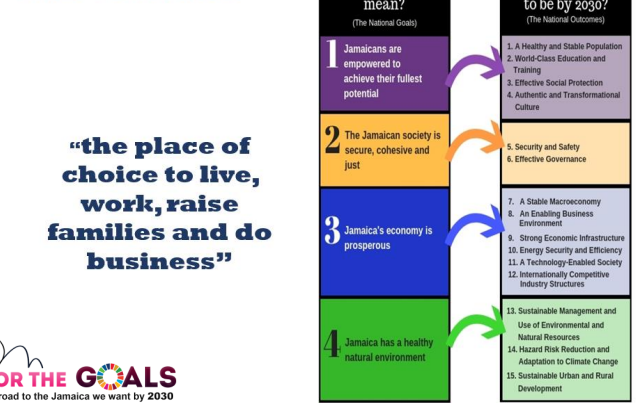 mean?
(The National Goals)
to be by 2030?
(The National Outcomes)
“the place of
choice to live,
work, raise
families and do
business”
1 Jamaicans are
empowered to
achieve their fullest
potential
1. A Healthy and Stable Population
2. World-Class Education and
Training
3. Effective Social Protection
4. Authentic and Transformational
Culture
2 The Jamaican society is
secure, cohesive and
just
5. Security and Safety
6. Effective Governance
3 Jamaica's economy is
prosperous
7. A Stable Macroeconomy
8. An Enabling Business
Environment
9. Strong Economic Infrastructure
10. Energy Security and Efficiency
11. A Technology-Enabled Society
12. Internationally Competitive
Industry Structures
4 Jamaica has a healthy
natural environment
13. Sustainable Management and
Use of Environmental and
Natural Resources
14. Hazard Risk Reduction and
Adaptation to Climate Change
15. Sustainable Urban and Rural
Development
OR THE GOALS
road to the Jamaica we want by 2030